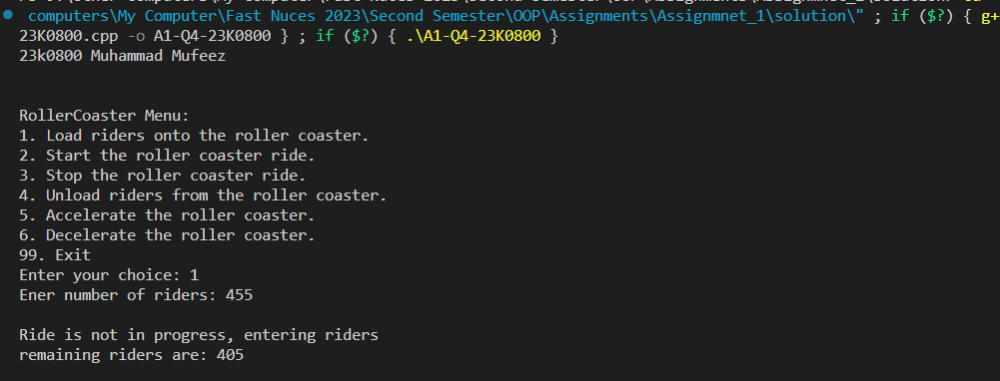 computers\My Computer\Fast Nuces 2023\Second Semester\OOP\Assignments\Assignmnet_1\solution\" ; if ($?) { g+
23K0800.cpp -o A1-Q4-23K0800 } ; if ($?) { .\A1-Q4-23K0800 }
23k0800 Muhammad Mufeez
RollerCoaster Menu:
1. Load riders onto the roller coaster.
2. Start the roller coaster ride.
3. Stop the roller coaster ride.
4. Unload riders from the roller coaster.
5. Accelerate the roller coaster.
6. Decelerate the roller coaster.
99. Exit
Enter your choice: 1
Ener number of riders: 455
Ride is not in progress, entering riders
remaining riders are: 405